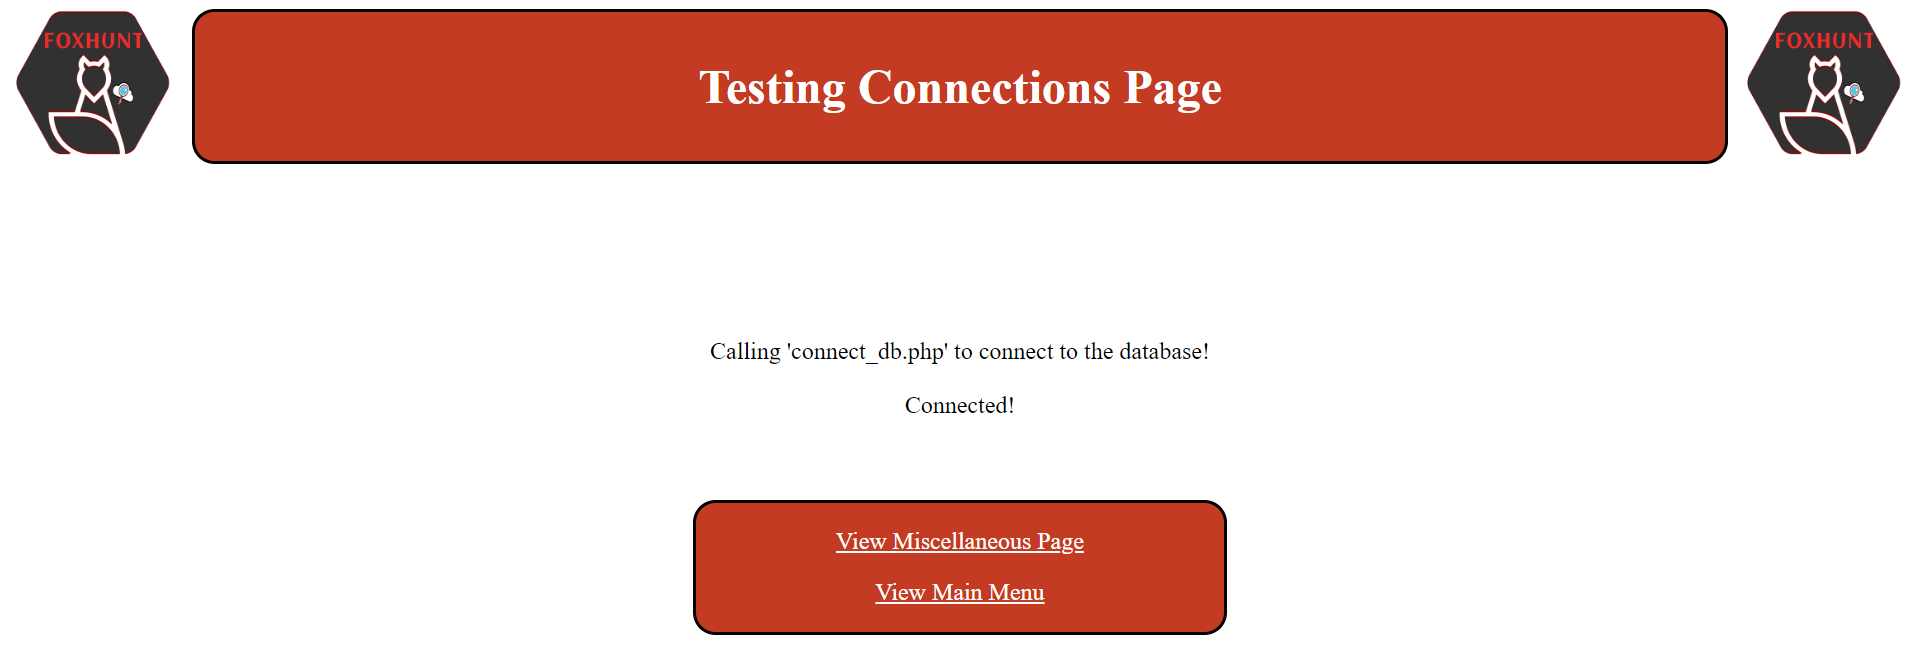 FOXHUNT
Testing Connections Page
FOXHUNT
Calling 'connect_db.php' to connect to the database!
Connected!
View Miscellaneous Page
View Main Menu